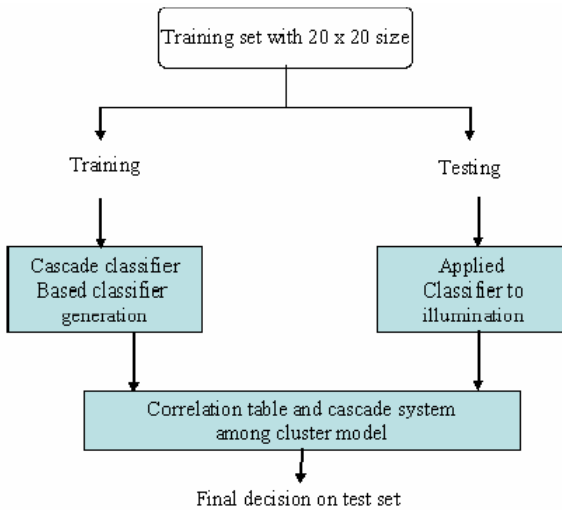 Training set with 20 x 20 size
Training
Testing
Cascade classifier
Based classifier
generation
Applied
Classifier to
illumination
Correlation table and cascade system
among cluster model
Final decision on test set